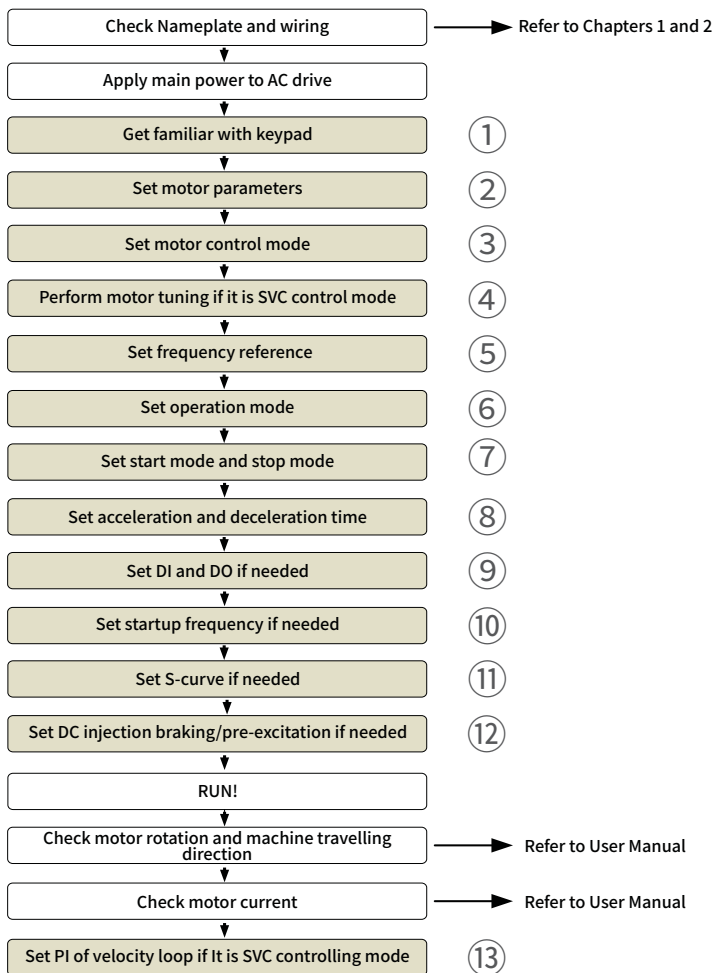 Check Nameplate and wiring
Refer to Chapters 1 and 2
Apply main power to AC drive
Get familiar with keypad
1
Set motor parameters
2
Set motor control mode
3
Perform motor tuning if it is SVC control mode
4
Set frequency reference
5
Set operation mode
6
Set start mode and stop mode
7
Set acceleration and deceleration time
8
Set DI and DO if needed
9
Set startup frequency if needed
10
Set S-curve if needed
11
Set DC injection braking/pre-excitation if needed
12
RUN!
Check motor rotation and machine travelling
direction
Refer to User Manual
Check motor current
Refer to User Manual
Set PI of velocity loop if It is SVC controlling mode
13